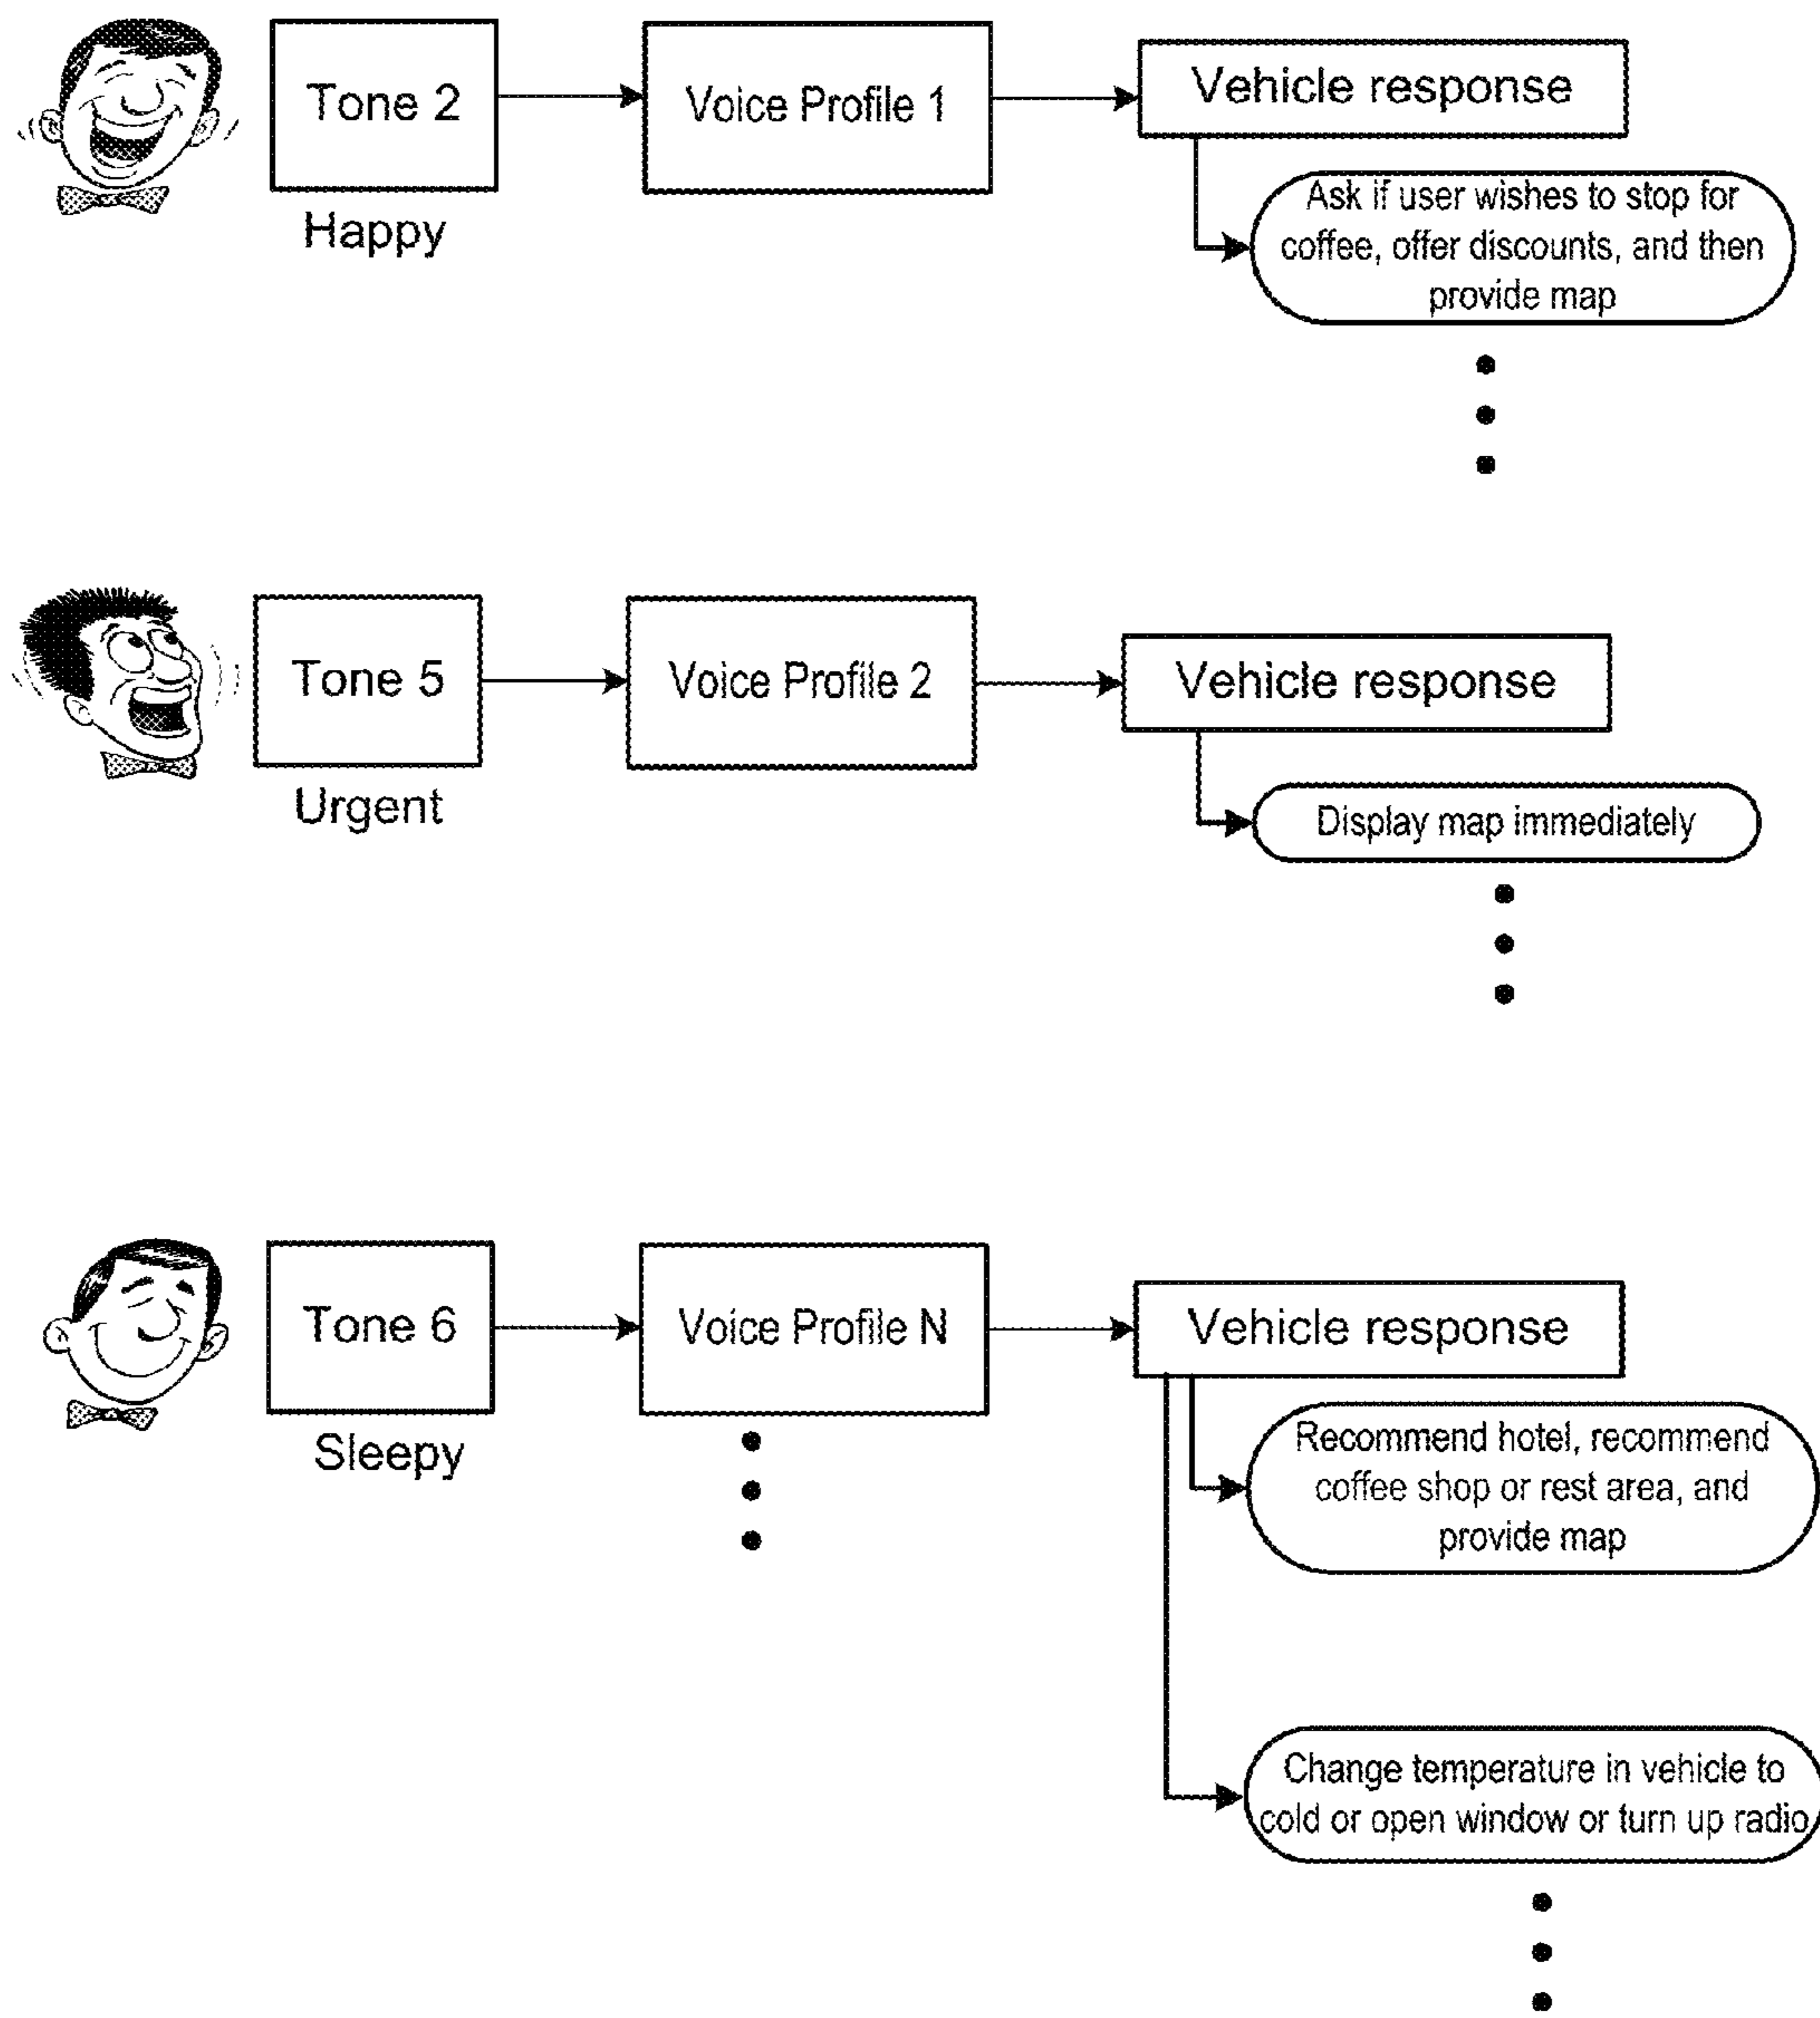 Tone 2
Voice Profile 1
Vehicle response
Happy
Ask if user wishes to stop for
coffee, offer discounts, and then
provide map
Tone 5
Voice Profile 2
Vehicle response
Urgent
Display map immediately
Tone 6
Voice Profile N
Vehicle response
Sleepy
Recommend hotel, recommend
coffee shop or rest area, and
provide map
Change temperature in vehicle to
cold or open window or turn up radio